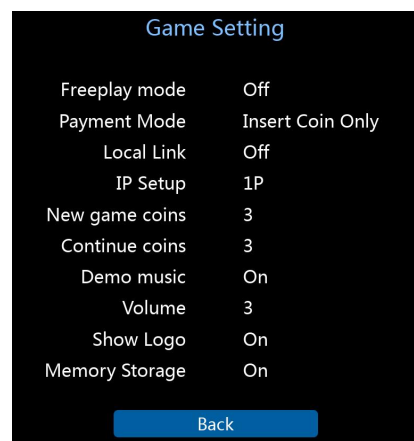 Game Setting
Freeplay mode Off
Payment Mode Insert Coin Only
Local Link Off
IP Setup 1P
New game coins 3
Continue coins 3
Demo music On
Volume 3
Show Logo On
Memory Storage On
Back